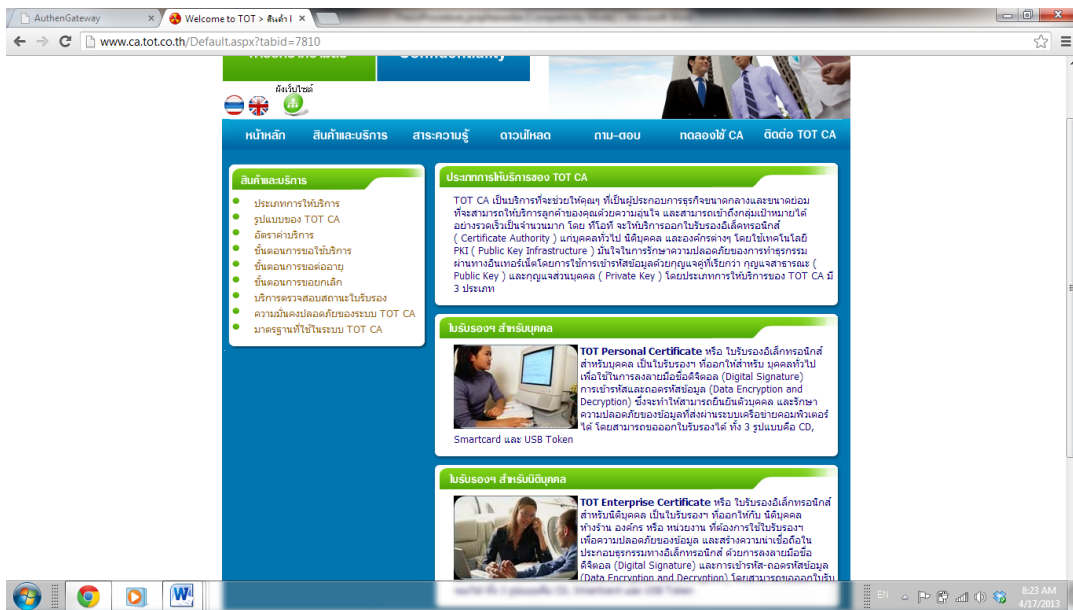 AuthenGateway
Welcome to TOT > สินค้า l
www.ca.tot.co.th/Default.aspx?tabid=7810
ผังเว็บไซต์
หน้าหลัก สินค้าและบริการ สาระความรู้ ดาวน์โหลด ถาม-ตอบ ทดลองใช้ CA ติดต่อ TOT CA
สินค้าและบริการ
ประเภทการให้บริการ
รูปแบบของ TOT CA
อัตราค่าบริการ
ขั้นตอนการขอใช้บริการ
ขั้นตอนการขอต่ออายุ
ขั้นตอนการขอยกเลิก
บริการตรวจสอบสถานะใบรับรอง
ความมั่นคงปลอดภัยของระบบ TOT CA
มาตรฐานที่ใช้ในระบบ TOT CA
ประเภทการให้บริการของ TOT CA
TOT CA เป็นบริการที่จะช่วยให้คุณๆ ที่เป็นผู้ประกอบการธุรกิจขนาดกลางและขนาดย่อม
ที่จะสามารถให้บริการลูกค้าของคุณด้วยความอุ่นใจ และสามารถเข้าถึงกลุ่มเป้าหมายได้
อย่างรวดเร็วเป็นจำนวนมาก โดย ทีโอที จะให้บริการออกใบรับรองอิเล็คทรอนิกส์
( Certificate Authority ) แก่บุคคลทั่วไป นิติบุคคล และองค์กรต่างๆ โดยใช้เทคโนโลยี
PKI ( Public Key Infrastructure ) มั่นใจในการรักษาความปลอดภัยของการทำธุรกรรม
ผ่านทางอินเทอร์เน็ตโดยการใช้การเข้ารหัสข้อมูลด้วยกุญแจคู่ที่เรียกว่า กุญแจสาธารณะ (
Public Key ) และกุญแจส่วนบุคคล ( Private Key ) โดยประเภทการให้บริการของ TOT CA มี
3 ประเภท
ใบรับรองฯ สำหรับบุคคล
TOT Personal Certificate หรือ ใบรับรองอิเล็กทรอนิกส์
สำหรับบุคคล เป็นใบรับรองฯ ที่ออกให้สำหรับ บุคคลทั่วไป
เพื่อใช้ในการลงลายมือชื่อดิจิตอล (Digital Signature)
การเข้ารหัสและถอดรหัสข้อมูล (Data Encryption and
Decryption) ซึ่งจะทำให้สามารถยืนยันตัวบุคคล และรักษา
ความปลอดภัยของข้อมูลที่ส่งผ่านระบบเครือข่ายคอมพิวเตอร์
ได้ โดยสามารถขอออกใบรับรองได้ ทั้ง 3 รูปแบบคือ CD,
Smartcard และ USB Token
ใบรับรองฯ สำหรับนิติบุคคล
TOT Enterprise Certificate หรือ ใบรับรองอิเล็กทรอนิกส์
สำหรับนิติบุคคล เป็นใบรับรองฯ ที่ออกให้กับ นิติบุคคล
ห้างร้าน องค์กร หรือ หน่วยงาน ที่ต้องการใช้ใบรับรองฯ
เพื่อความปลอดภัยของข้อมูล และสร้างความน่าเชื่อถือใน
ประกอบธุรกรรมทางอิเล็กทรอนิกส์ ด้วยการลงลายมือชื่อ
ดิจิตอล (Digital Signature) และการเข้ารหัส-ถอดรหัสข้อมูล
(Data Encryption and Decryption) โดยสามารถขอออกใบรับ
EN
8:23 AM
4/17/2013